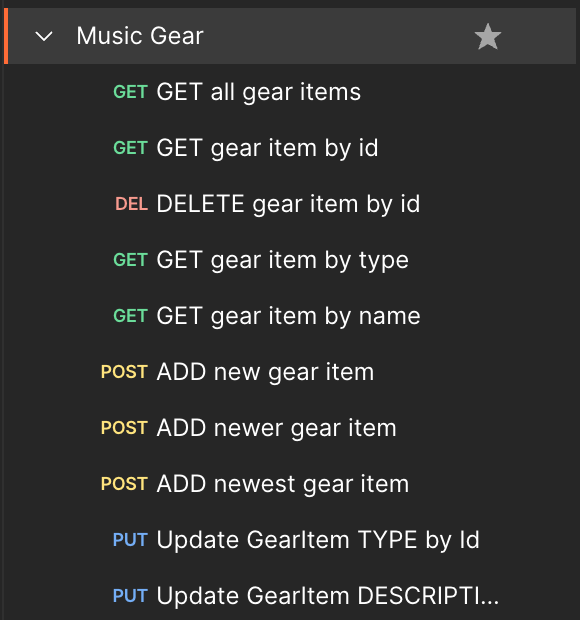 Music Gear
GET GET all gear items
GET GET gear item by id
DEL DELETE gear item by id
GET GET gear item by type
GET GET gear item by name
POST ADD new gear item
POST ADD newer gear item
POST ADD newest gear item
PUT Update GearItem TYPE by Id
PUT Update GearItem DESCRIPTI...